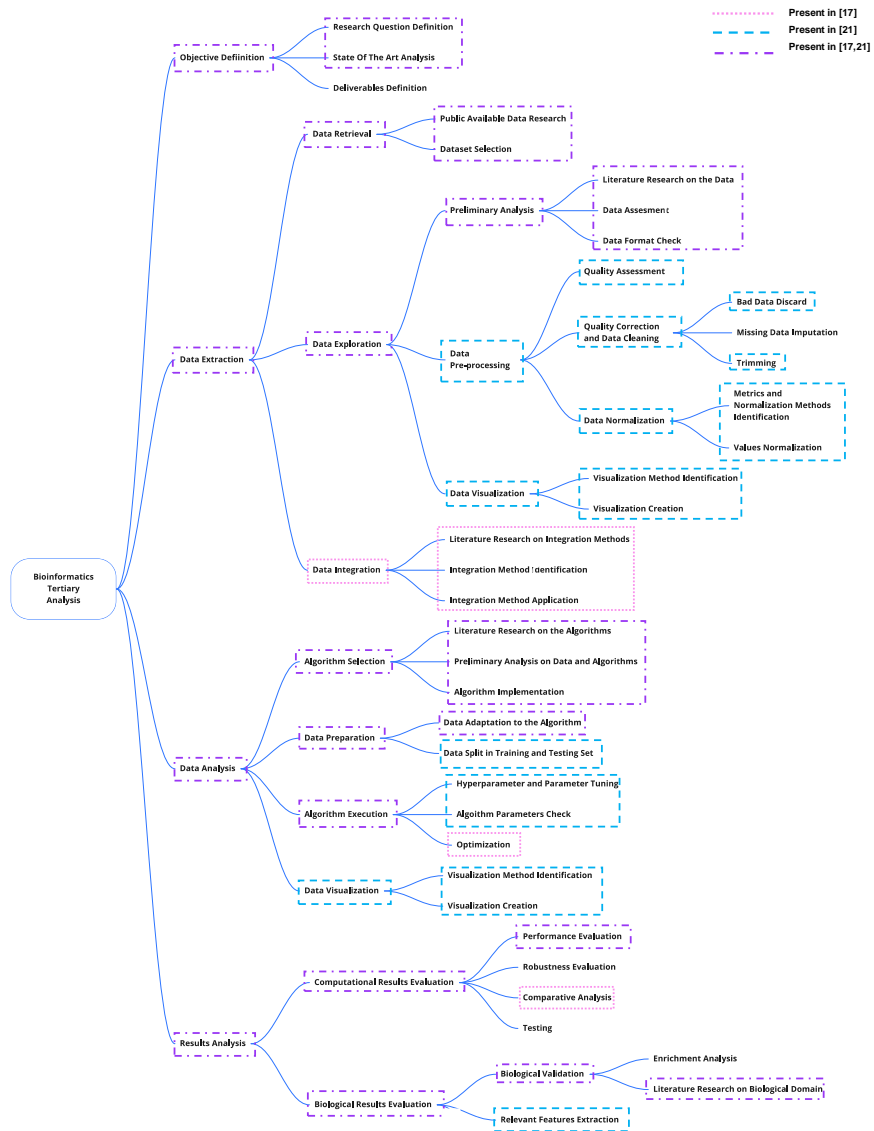 Present in [17]
Present in [21]
Present in [17,21]
Research Question Definition
Objective Defiinition
State Of The Art Analysis
Deliverables Definition
Public Available Data Research
Data Retrieval
Dataset Selection
Literature Research on the Data
Preliminary Analysis
Data Assesment
Data Format Check
Quality Assessment
Bad Data Discard
Quality Correction
and Data Cleaning
Missing Data Imputation
Data Exploration
Data Extraction
Data
Pre-processing
Trimming
Metrics and
Normalization Methods
Identification
Data Normalization
Values Normalization
Visualization Method Identification
Data Visualization
Visualization Creation
Literature Research on Integration Methods
Data Integration
Integration Method Identification
Integration Method Application
Bioinformatics
Tertiary
Analysis
Literature Research on the Algorithms
Algorithm Selection
Preliminary Analysis on Data and Algorithms
Algorithm Implementation
Data Adaptation to the Algorithm
Data Preparation
Data Split in Training and Testing Set
Data Analysis
Hyperparameter and Parameter Tuning
Algorithm Execution
Algoithm Parameters Check
Optimization
Visualization Method Identification
Data Visualization
Visualization Creation
Performance Evaluation
Robustness Evaluation
Computational Results Evaluation
Comparative Analysis
Testing
Results Analysis
Enrichment Analysis
Biological Validation
Literature Research on Biological Domain
Biological Results Evaluation
Relevant Features Extraction